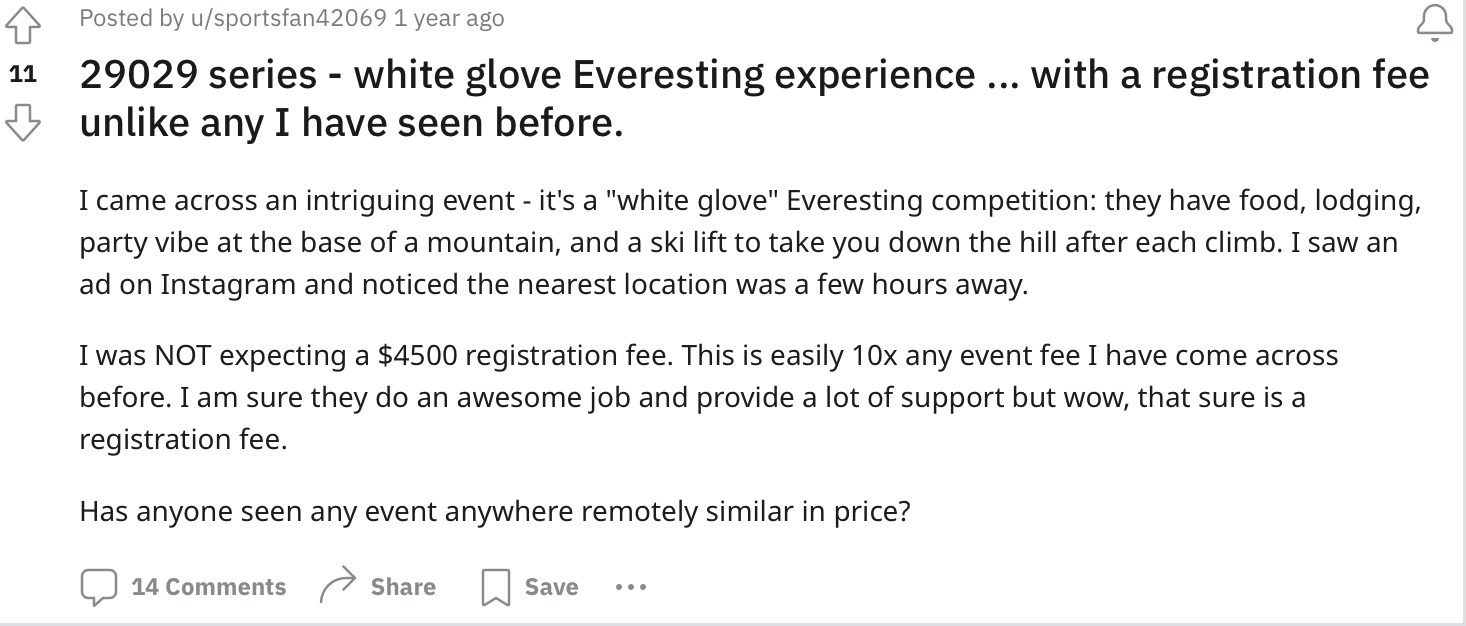 Posted by u/sportsfan42069 1 year ago
11
29029 series - white glove Everesting experience ... with a registration fee
unlike any I have seen before.
I came across an intriguing event - it's a "white glove" Everesting competition: they have food, lodging,
party vibe at the base of a mountain, and a ski lift to take you down the hill after each climb. I saw an
ad on Instagram and noticed the nearest location was a few hours away.
I was NOT expecting a $4500 registration fee. This is easily 10x any event fee I have come across
before. I am sure they do an awesome job and provide a lot of support but wow, that sure is a
registration fee.
Has anyone seen any event anywhere remotely similar in price?
14 Comments Share Save ...